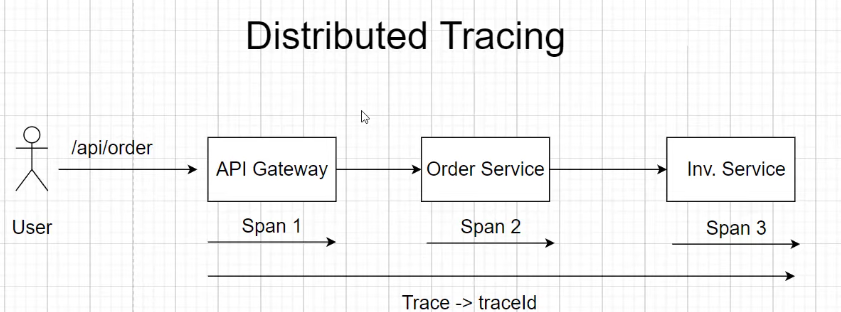 Distributed Tracing
/api/order
API Gateway
Order Service
Inv. Service
User
Span 1
Span 2
Span 3
Trace -> traceId